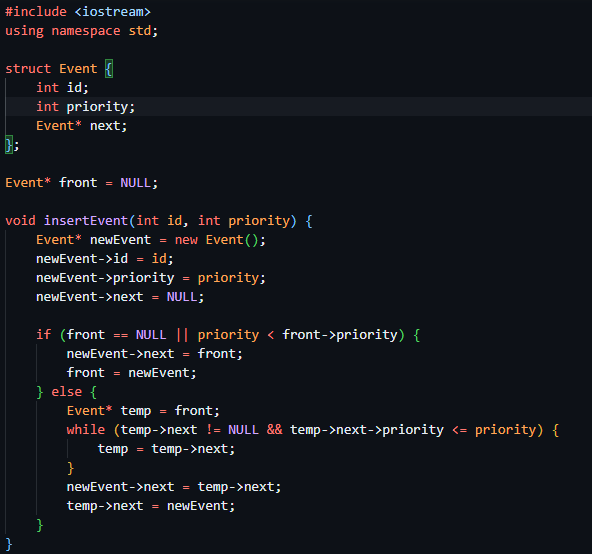 #include <iostream>
using namespace std;
struct Event {
    int id;
    int priority;
    Event* next;
};
Event* front = NULL;
void insertEvent(int id, int priority) {
    Event* newEvent = new Event();
    newEvent->id = id;
    newEvent->priority = priority;
    newEvent->next = NULL;
    if (front == NULL || priority < front->priority) {
        newEvent->next = front;
        front = newEvent;
    } else {
        Event* temp = front;
        while (temp->next != NULL && temp->next->priority <= priority) {
            temp = temp->next;
        }
        newEvent->next = temp->next;
        temp->next = newEvent;
    }
}